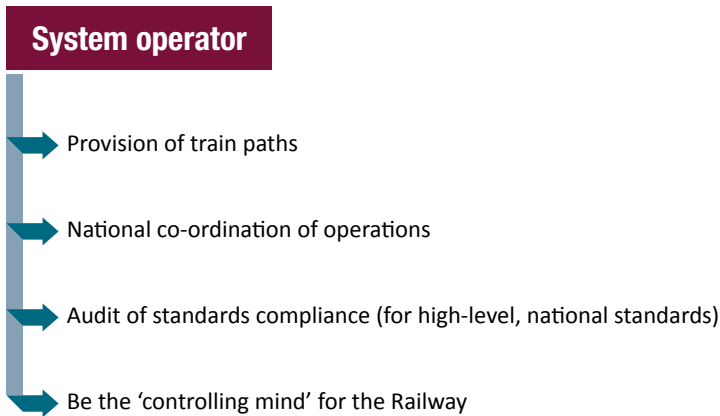 System operator
Provision of train paths
National co-ordination of operations
Audit of standards compliance (for high-level, national standards)
Be the ‘controlling mind’ for the Railway